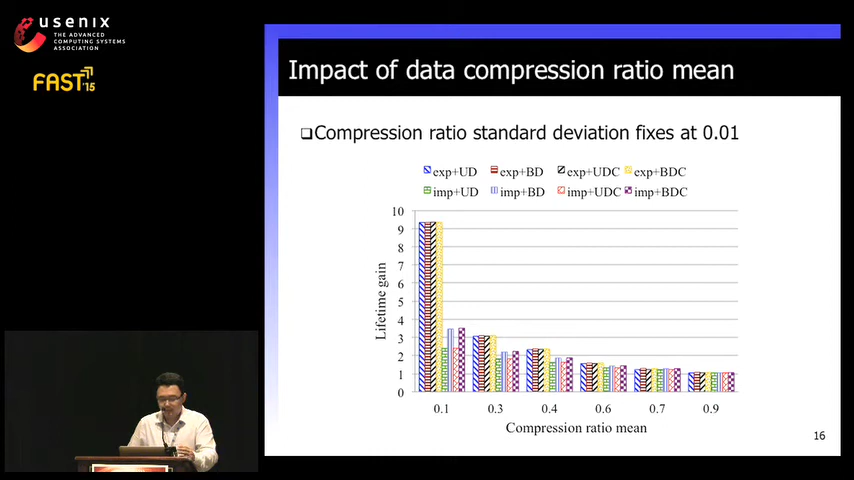 usenix
THE ADVANCED
COMPUTING SYSTEMS
ASSOCIATION
FAST'15
Impact of data compression ratio mean
❑Compression ratio standard deviation fixes at 0.01
exp+UD exp+BD exp+UDC exp+BDC
imp+UD imp+BD imp+UDC imp+BDC
10
9
8
7
6
5
4
3
2
1
0
Lifetime gain
0.1 0.3 0.4 0.6 0.7 0.9
Compression ratio mean
16